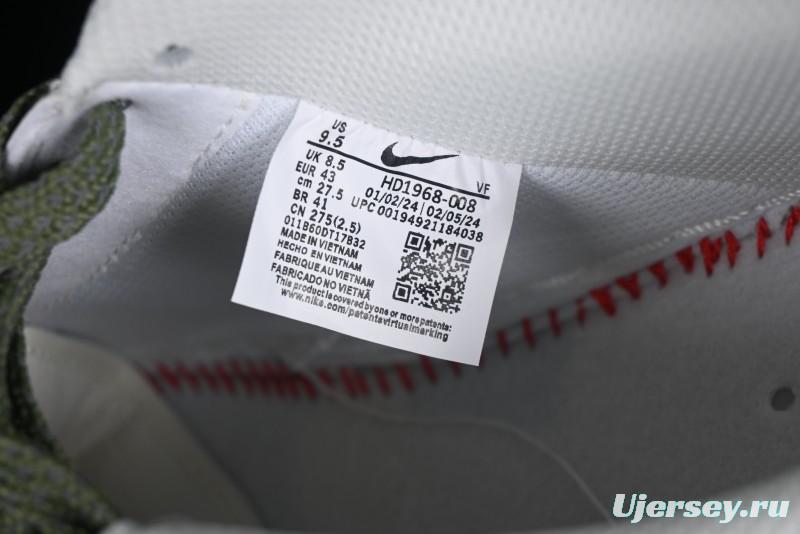 US
9.5
UK 8.5
EUR 43
cm 27.5
BR 41
CN 275(2.5)
VF
HD1968-008
01/02/24 | 02/05/24
UPC 00194921184038
011B60DT17B32
MADE IN VIETNAM
HECHO EN VIETNAM
FABRIQUE AU VIETNAM
FABRICADO NO VIETNÃ
This product is covered by one or more patents:
www.nike.com/patentsvirtualmarking
Ujersey.ru